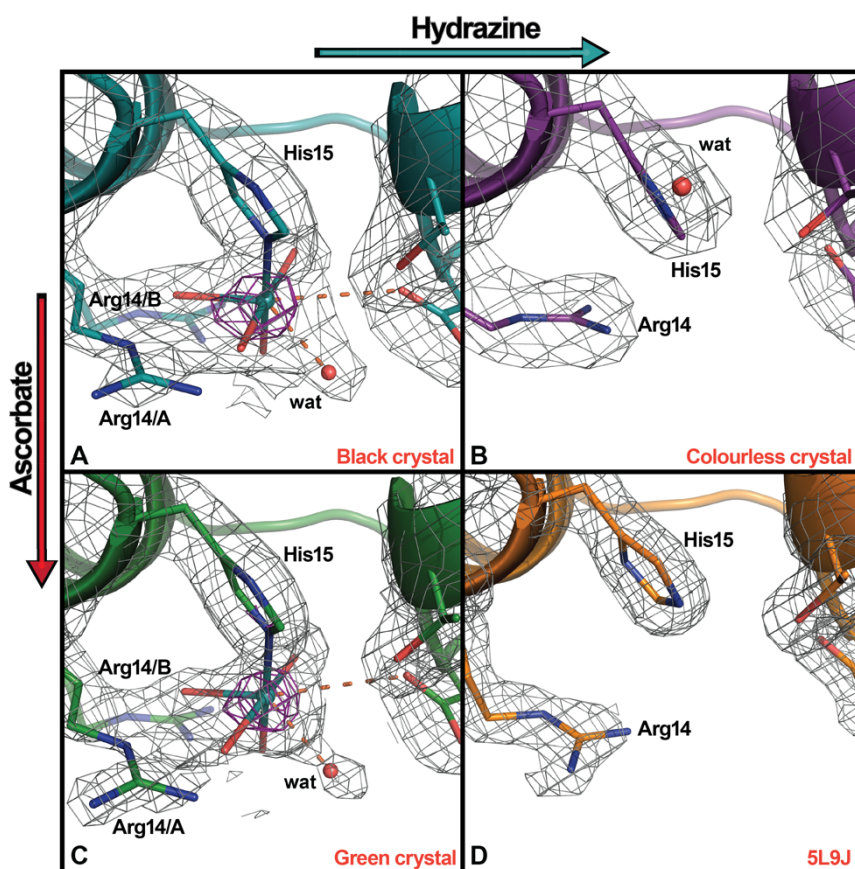 Hydrazine
Ascorbate
His15
Arg14/B
Arg14/A
wat
A
Black crystal
wat
His15
Arg14
B
Colourless crystal
His15
Arg14/B
wat
Arg14/A
C
Green crystal
His15
Arg14
D
5L9J